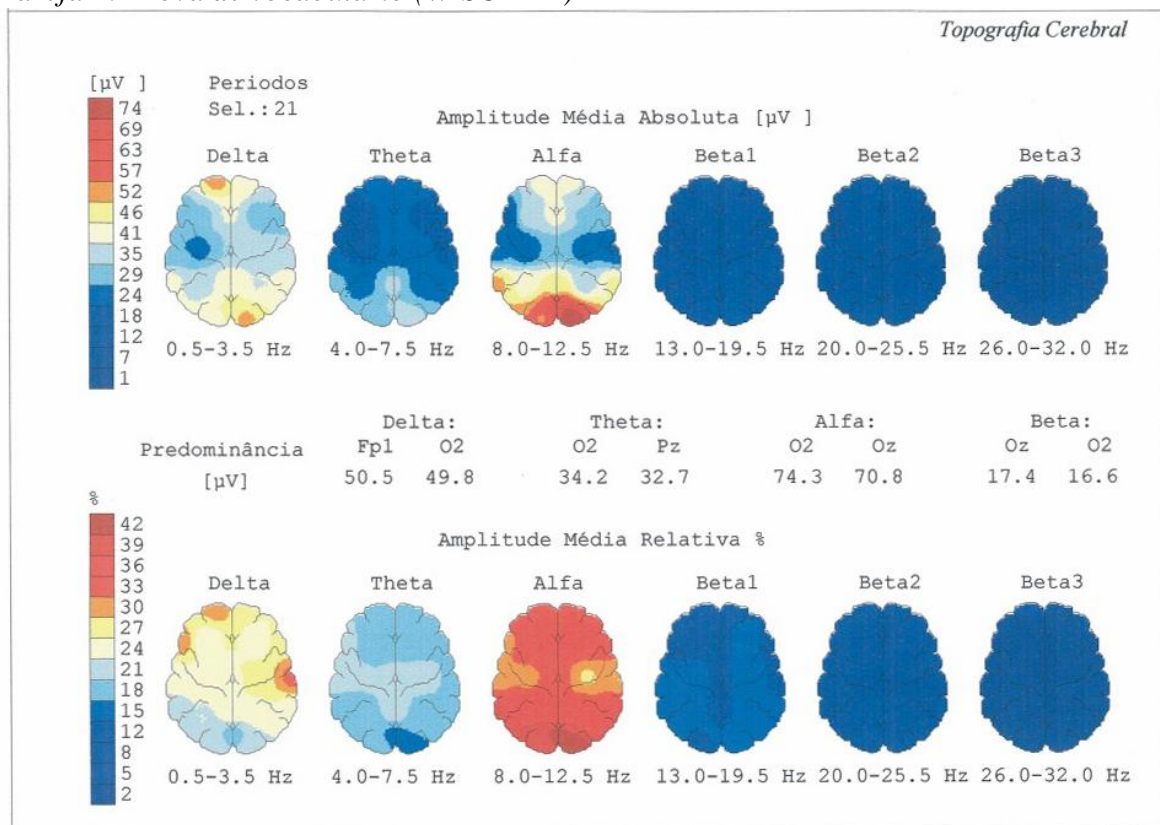 Topografia Cerebral
[µV ] Periodos
Sel.: 21
Amplitude Média Absoluta [µV ]
74
69
63
57
52
46
41
35
29
24
18
12
7
1
Delta Theta Alfa Beta1 Beta2 Beta3
0.5-3.5 Hz 4.0-7.5 Hz 8.0-12.5 Hz 13.0-19.5 Hz 20.0-25.5 Hz 26.0-32.0 Hz
Delta: Theta: Alfa: Beta:
Predominância Fp1 O2 O2 Pz O2 Oz Oz O2
[µV] 50.5 49.8 34.2 32.7 74.3 70.8 17.4 16.6
%
42
39
36
33
30
27
24
21
18
15
12
8
5
2
Amplitude Média Relativa %
Delta Theta Alfa Beta1 Beta2 Beta3
0.5-3.5 Hz 4.0-7.5 Hz 8.0-12.5 Hz 13.0-19.5 Hz 20.0-25.5 Hz 26.0-32.0 Hz